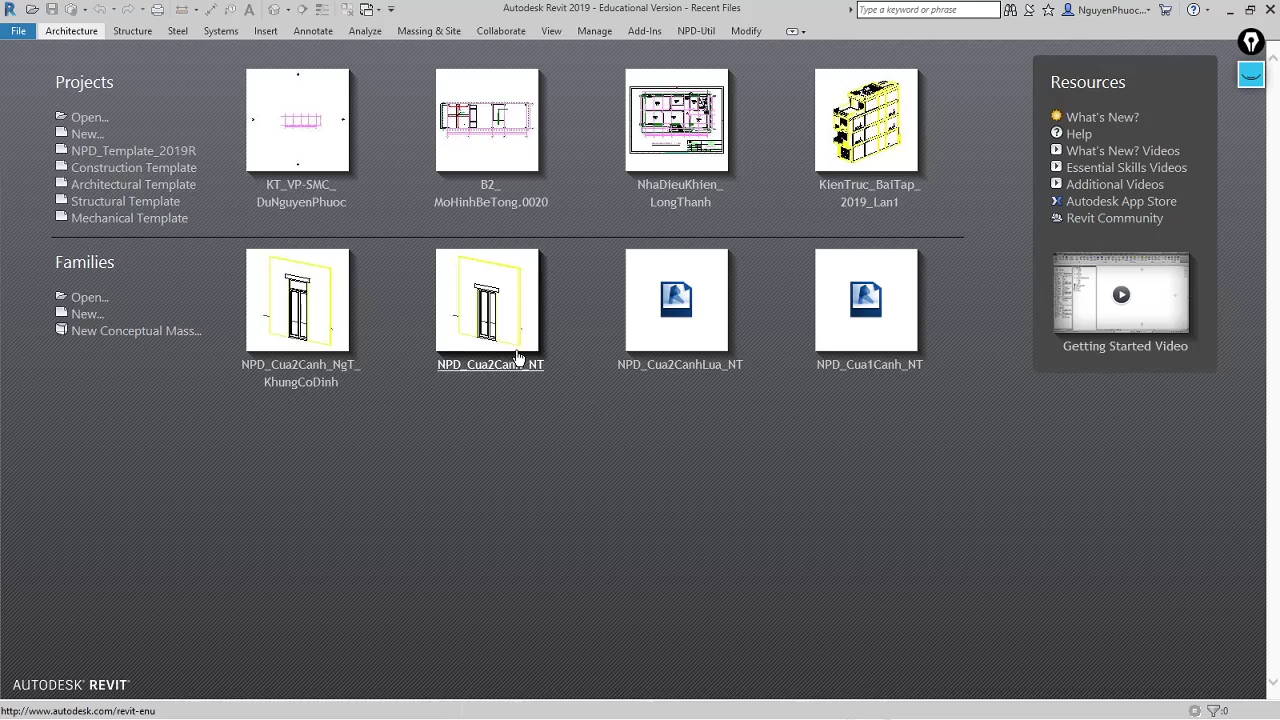 Autodesk Revit 2019 - Educational Version - Recent Files
Type a keyword or phrase
NguyenPhuoc...
File
Architecture
Structure
Steel
Systems
Insert
Annotate
Analyze
Massing & Site
Collaborate
View
Manage
Add-Ins
NPD-Util
Modify
Projects
Open...
New...
NPD_Template_2019R
Construction Template
Architectural Template
Structural Template
Mechanical Template
KT_VP-SMC_
DuNguyenPhuoc
B2_
MoHinhBeTong.0020
NhaDieuKhien_
LongThanh
KienTruc_BaiTap_
2019_Lan1
Families
Open...
New...
New Conceptual Mass...
NPD_Cua2Canh_NgT_
KhungCoDinh
NPD_Cua2Canh_NT
NPD_Cua2CanhLua_NT
NPD_Cua1Canh_NT
Resources
What's New?
Help
What's New? Videos
Essential Skills Videos
Additional Videos
Autodesk App Store
Revit Community
Getting Started Video
AUTODESK® REVIT®
http://www.autodesk.com/revit-enu
:0